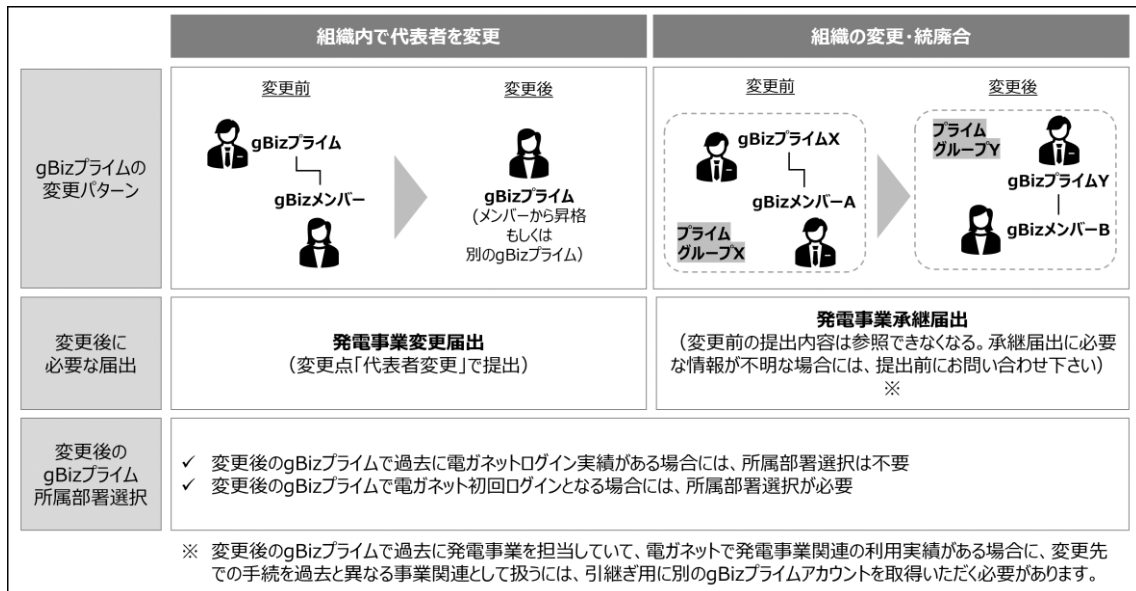 組織内で代表者を変更
組織の変更・統廃合
gBizプライムの
変更パターン
変更前
gBizプライム
gBizメンバー
変更後
gBizプライム
(メンバーから昇格
もしくは
別のgBizプライム)
変更前
gBizプライムX
gBizメンバーA
プライム
グループX
変更後
プライム
グループY
gBizプライムY
gBizメンバーB
変更後に
必要な届出
発電事業変更届出
(変更点「代表者変更」で提出)
発電事業承継届出
(変更前の提出内容は参照できなくなる。承継届出に必要
な情報が不明な場合には、提出前にお問い合わせ下さい)
※
変更後の
gBizプライム
所属部署選択
✓ 変更後のgBizプライムで過去に電ガネットログイン実績がある場合には、所属部署選択は不要
✓ 変更後のgBizプライムで電ガネット初回ログインとなる場合には、所属部署選択が必要
※ 変更後のgBizプライムで過去に発電事業を担当していて、電ガネットで発電事業関連の利用実績がある場合に、変更先
での手続を過去と異なる事業関連として扱うには、引継ぎ用に別のgBizプライムアカウントを取得いただく必要があります。